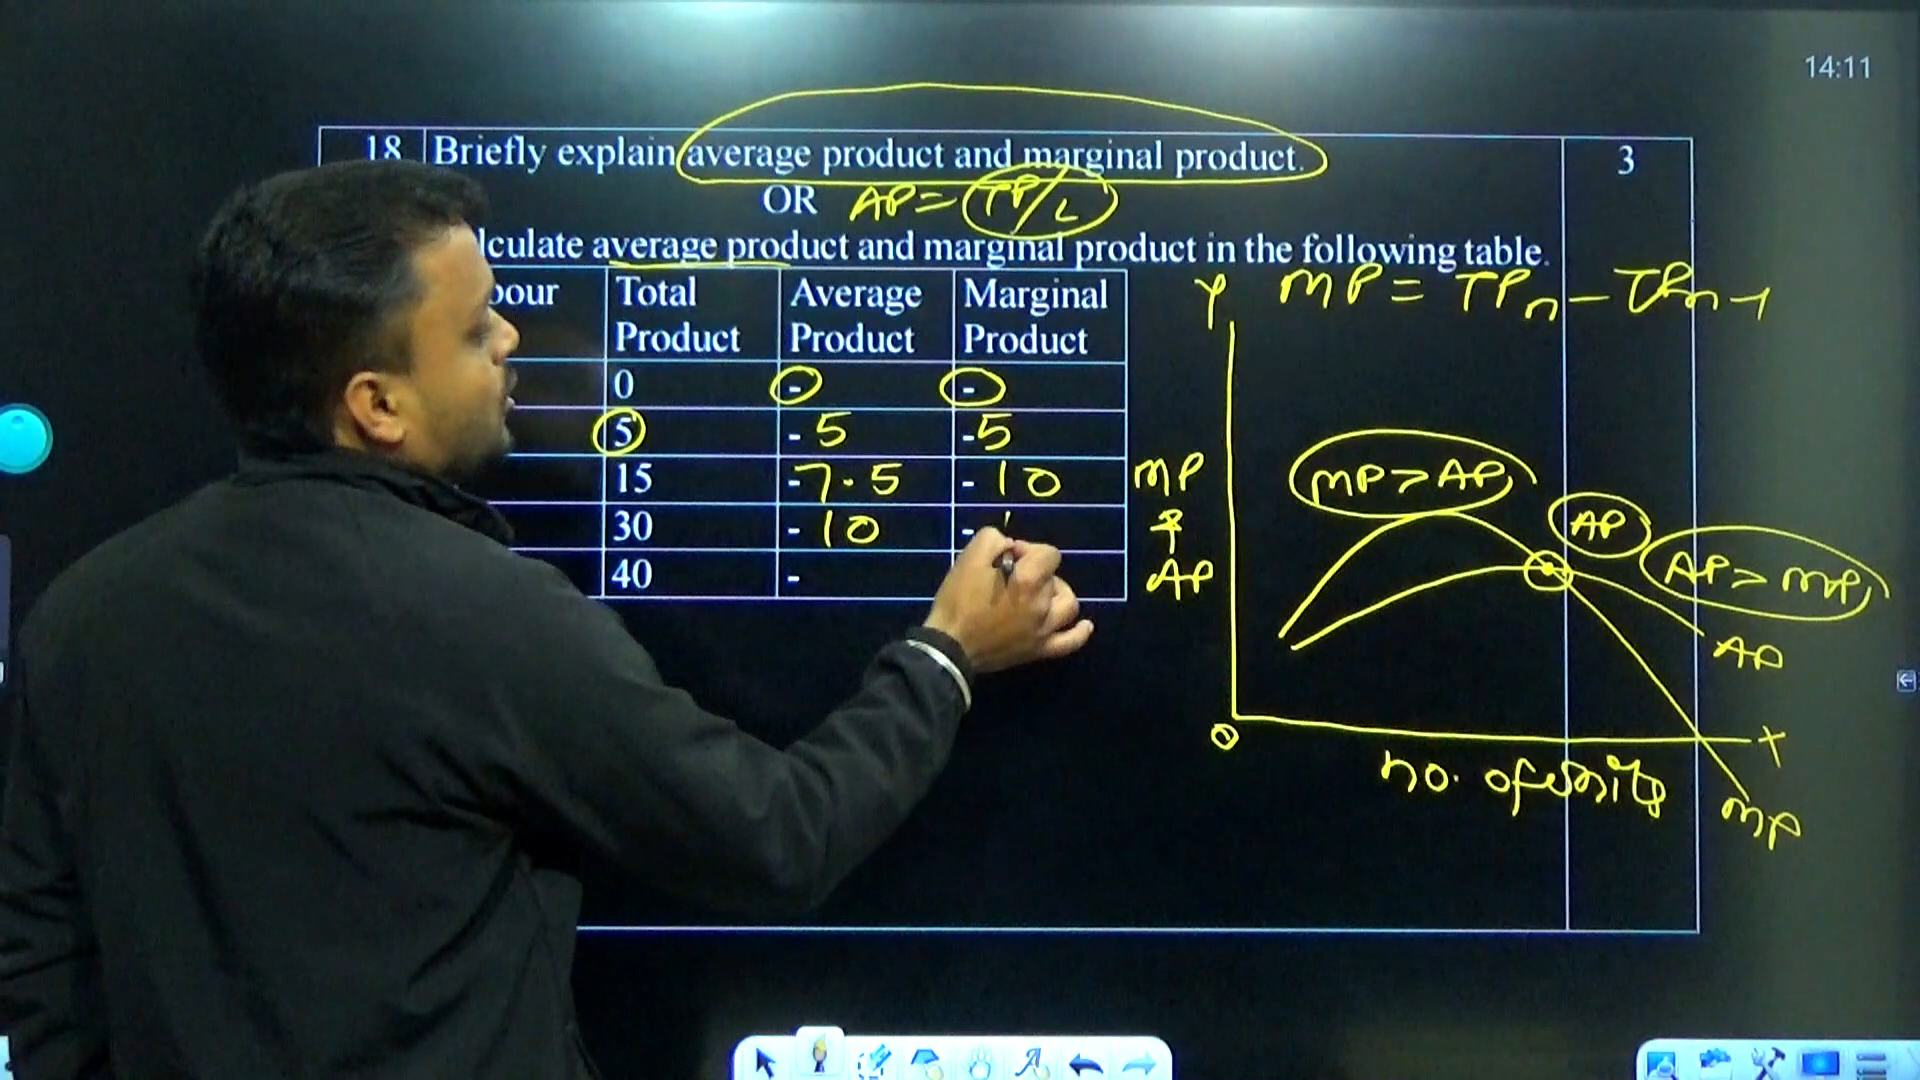 14:11
18 Briefly explain average product and marginal product. 3
OR AP = TP/L
lculate average product and marginal product in the following table.
bour Total Product Average Product Marginal Product
0 - -
5 - 5 - 5
15 - 7.5 - 10
30 - 10 - 1
40 -
Y MP = TPn - TPn-1
MP
AP
MP > AP
AP
AP > MP
AP
O
X
no. of units
MP